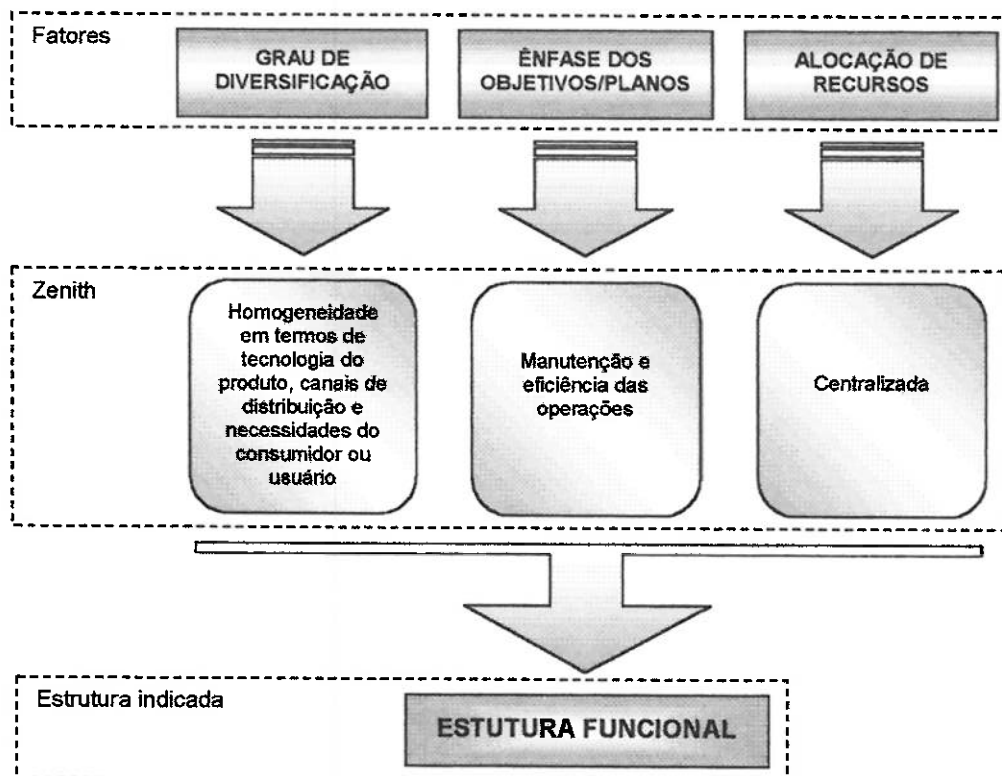 Fatores
GRAU DE
DIVERSIFICAÇÃO
ÊNFASE DOS
OBJETIVOS/PLANOS
ALOCAÇÃO DE
RECURSOS
Zenith
Homogeneidade
em termos de
tecnologia do
produto, canais de
distribuição e
necessidades do
consumidor ou
usuário
Manutenção e
eficiência das
operações
Centralizada
Estrutura indicada
ESTUTURA FUNCIONAL